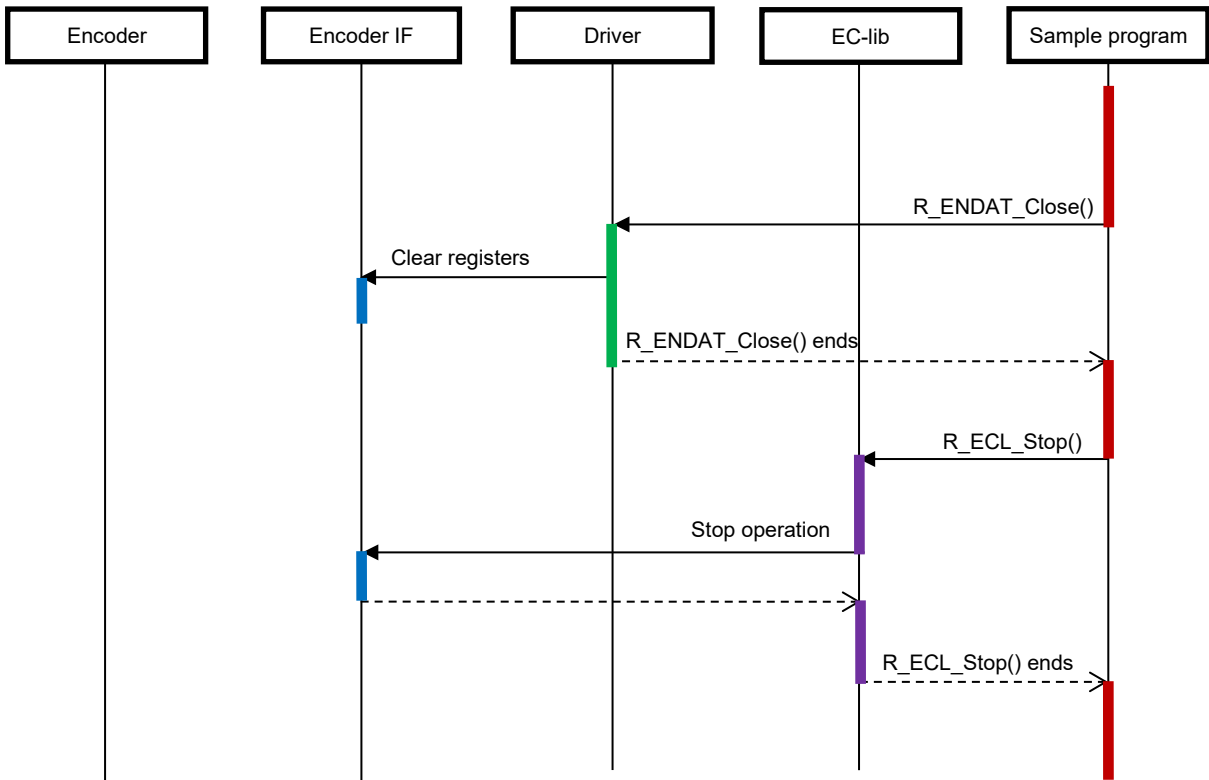 Encoder
Encoder IF
Driver
EC-lib
Sample program
R_ENDAT_Close()
Clear registers
R_ENDAT_Close() ends
R_ECL_Stop()
Stop operation
R_ECL_Stop() ends